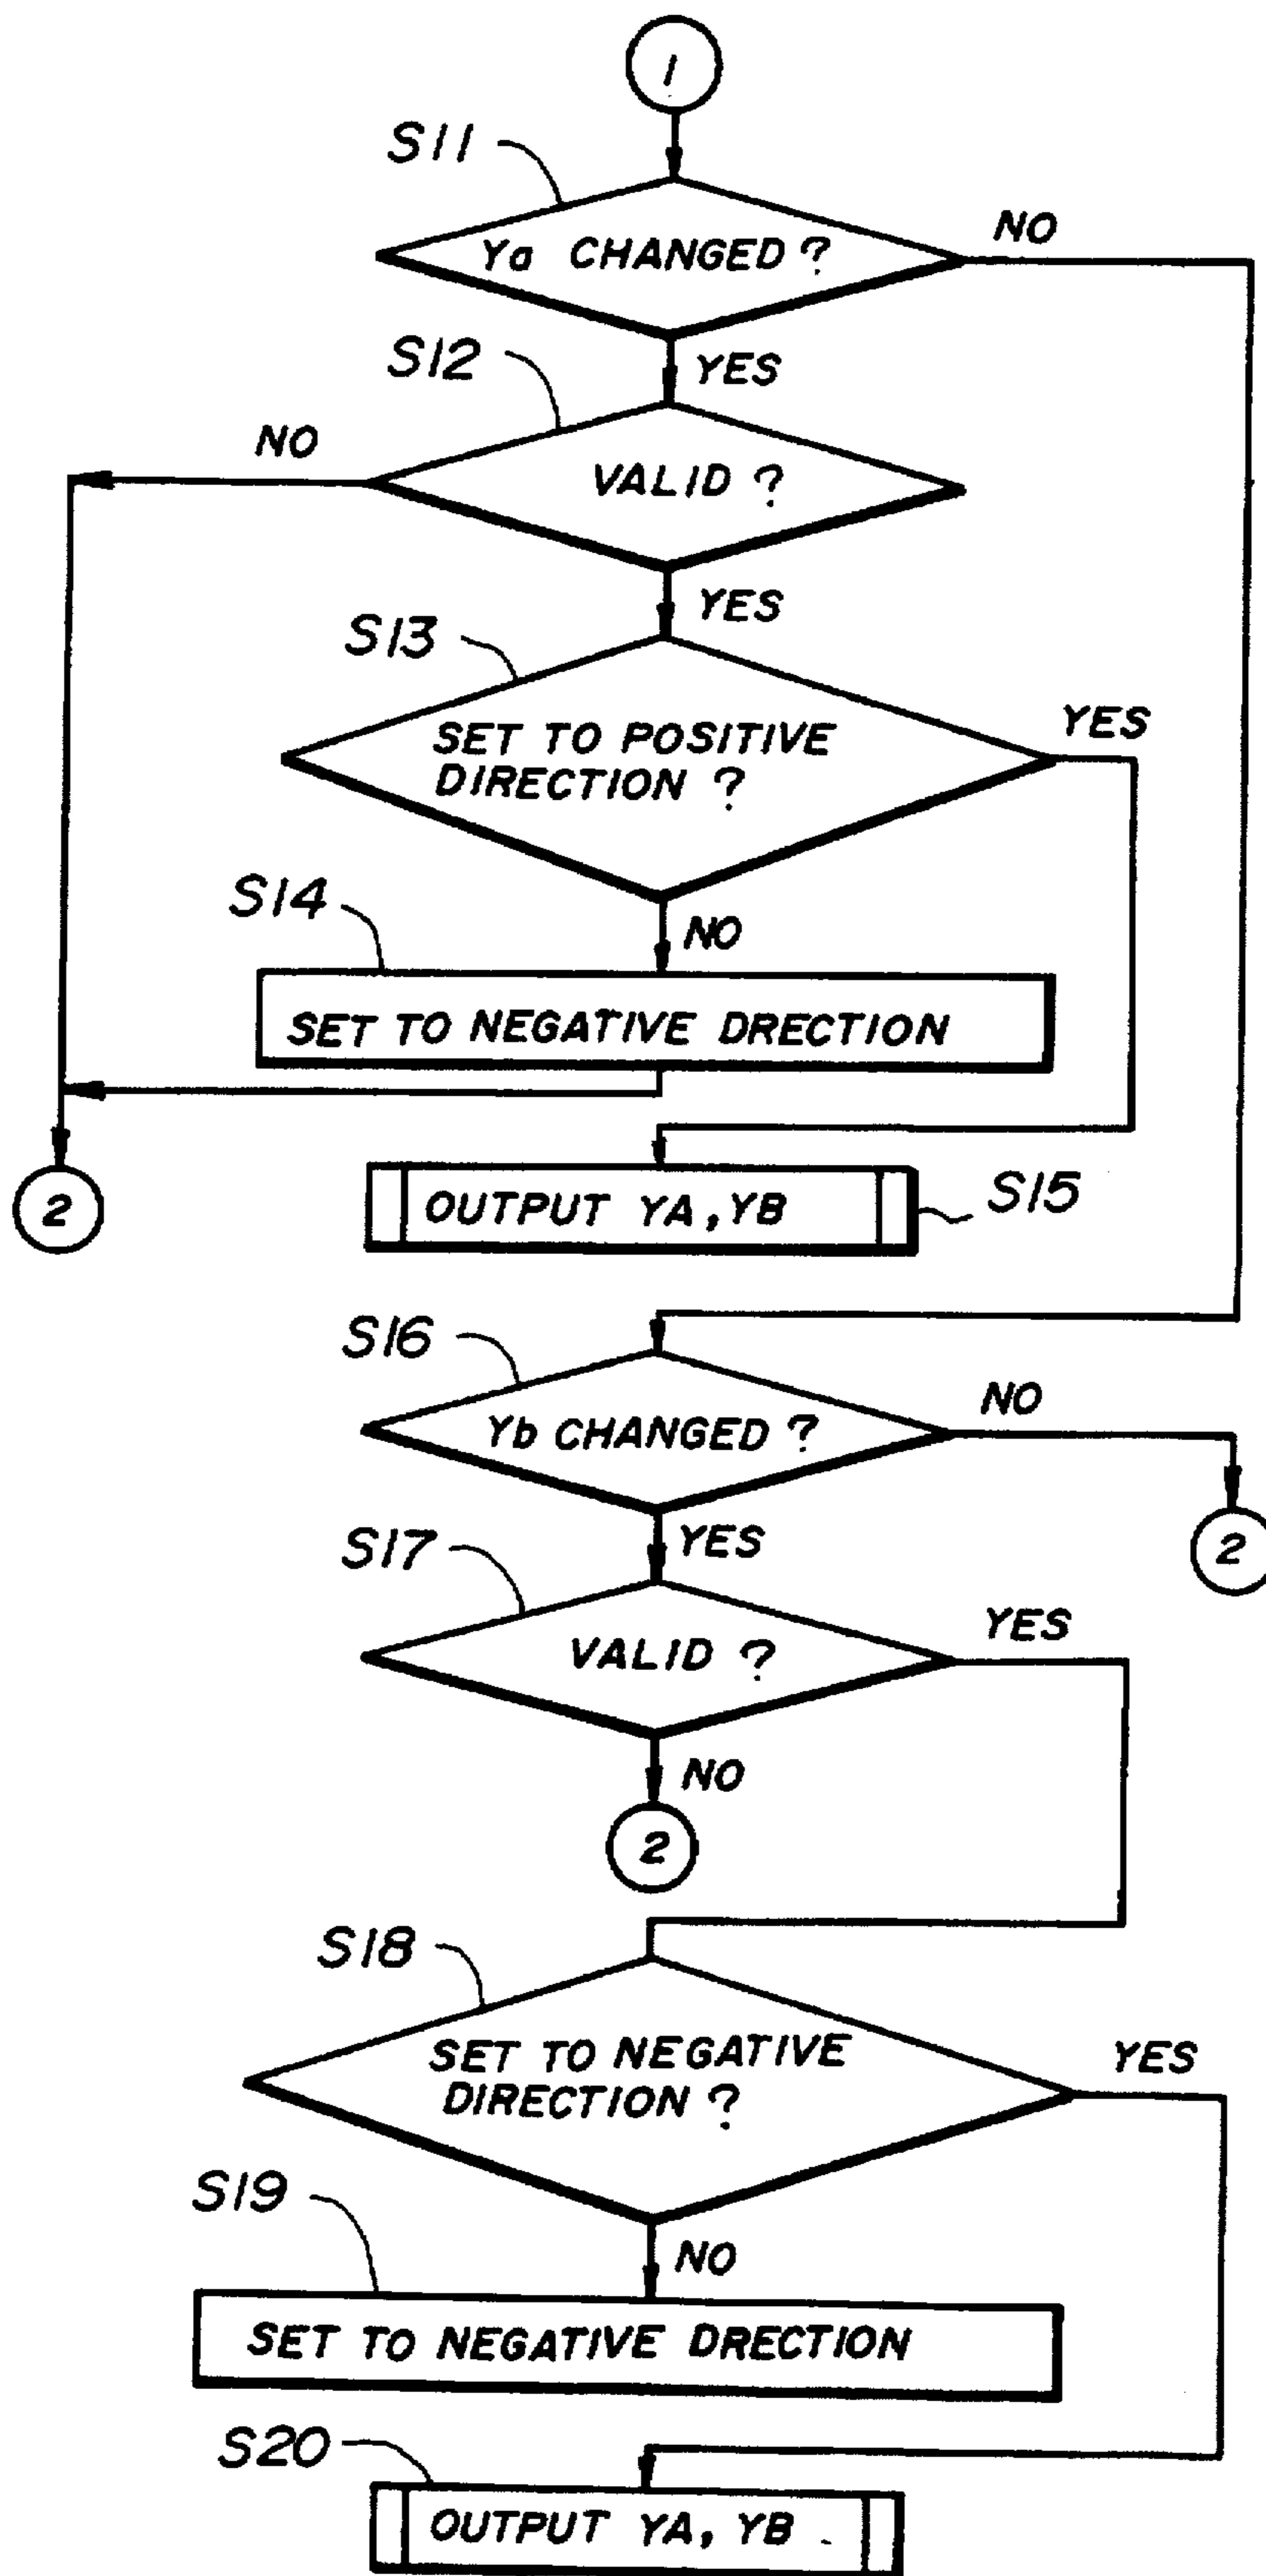 1
S11
Ya CHANGED ?
NO
S12
YES
NO
VALID ?
YES
S13
SET TO POSITIVE
DIRECTION ?
YES
S14
NO
SET TO NEGATIVE DRECTION
2
OUTPUT YA, YB
S15
S16
Yb CHANGED ?
NO
S17
YES
2
VALID ?
YES
NO
2
S18
SET TO NEGATIVE
DIRECTION ?
YES
S19
NO
SET TO NEGATIVE DRECTION
S20
OUTPUT YA, YB